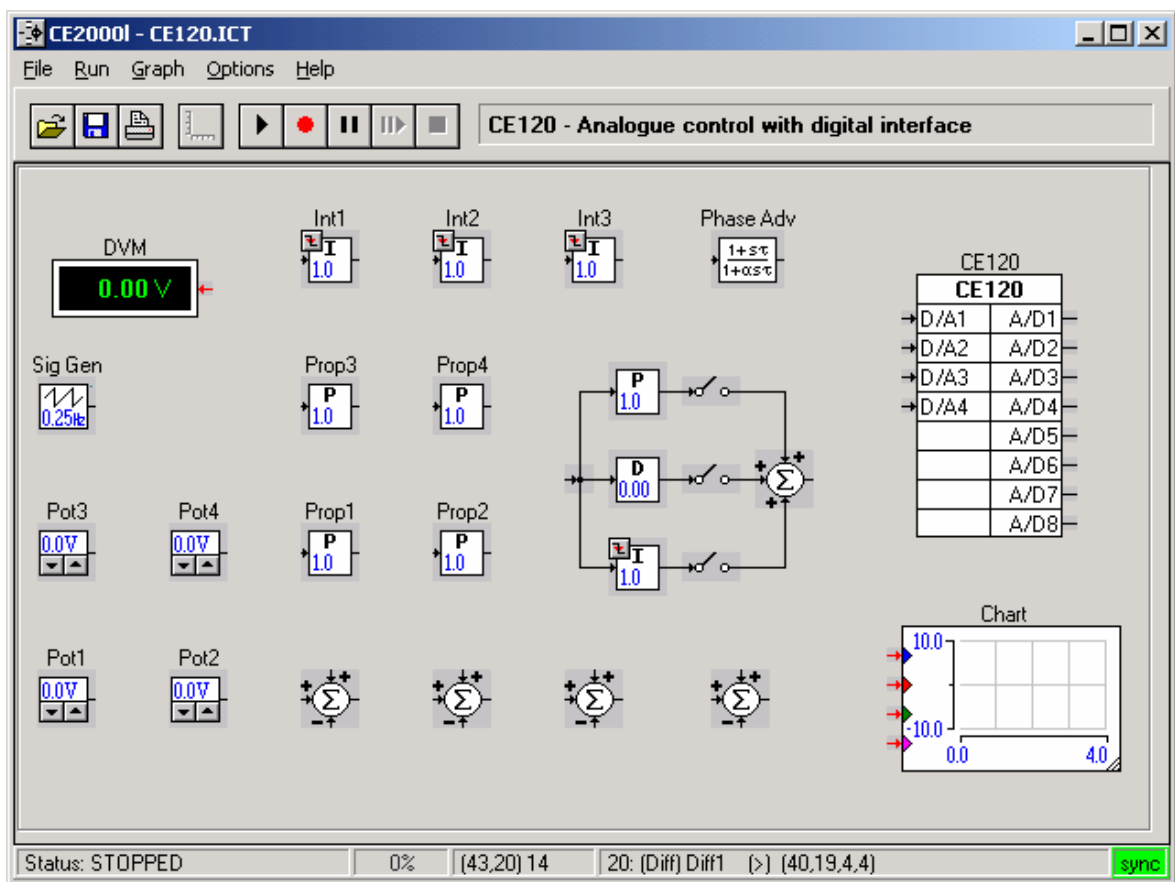 CE2000l - CE120.ICT
File Run Graph Options Help
CE120 - Analogue control with digital interface
Int1 Int2 Int3 Phase Adv
I 1.0
I 1.0
I 1.0
1+sτ
1+αsτ
DVM
0.00 V
CE120
CE120
D/A1 A/D1
D/A2 A/D2
D/A3 A/D3
D/A4 A/D4
A/D5
A/D6
A/D7
A/D8
Sig Gen
0.25Hz
Prop3 Prop4
P 1.0
P 1.0
P 1.0
D 0.00
I 1.0
+ + Σ +
Pot3 Pot4 Prop1 Prop2
0.0V 0.0V
P 1.0
P 1.0
Pot1 Pot2
0.0V 0.0V
+ + Σ −
+ + Σ −
+ + Σ −
+ + Σ −
Chart
10.0
-10.0
0.0 4.0
Status: STOPPED 0% (43,20) 14 20: (Diff) Diff1 (>) (40,19,4,4) sync